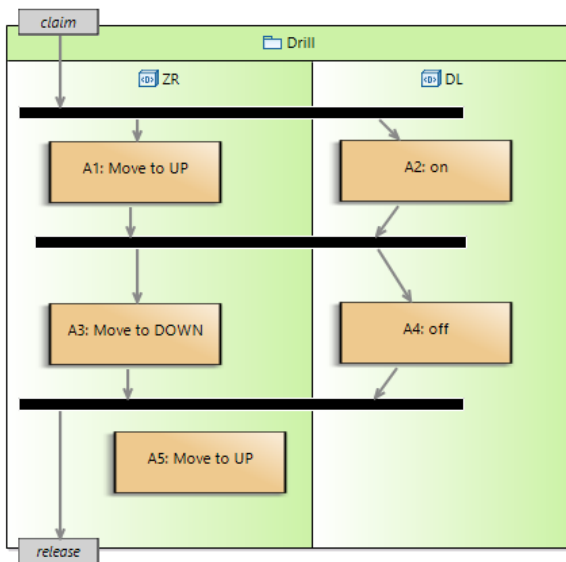 claim
Drill
ZR
DL
A1: Move to UP
A2: on
A3: Move to DOWN
A4: off
A5: Move to UP
release